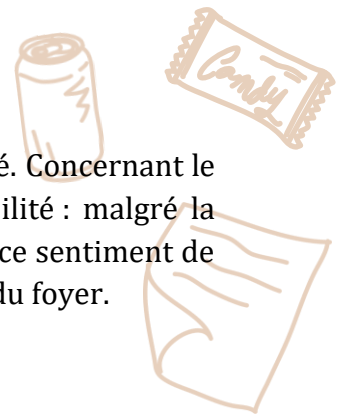 Candy
é. Concernant le
ilité : malgré la
ce sentiment de
du foyer.